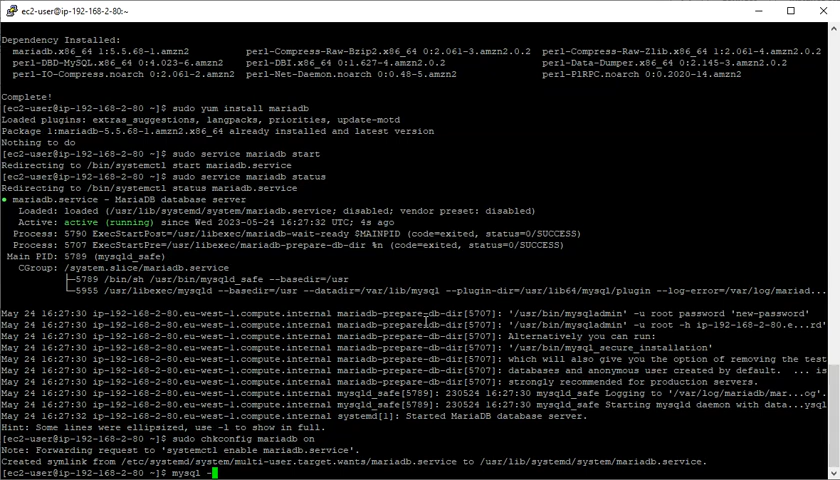 ec2-user@ip-192-168-2-80:~
Dependency Installed:
mariadb.x86_64 1:5.5.68-1.amzn2 perl-Compress-Raw-Bzip2.x86_64 0:2.061-3.amzn2.0.2 perl-Compress-Raw-Zlib.x86_64 1:2.061-4.amzn2.0.2
perl-DBD-MySQL.x86_64 0:4.023-6.amzn2 perl-DBI.x86_64 0:1.627-4.amzn2.0.2 perl-Data-Dumper.x86_64 0:2.145-3.amzn2.0.2
perl-IO-Compress.noarch 0:2.061-2.amzn2 perl-Net-Daemon.noarch 0:0.48-5.amzn2 perl-PlRPC.noarch 0:0.2020-14.amzn2
Complete!
[ec2-user@ip-192-168-2-80 ~]$ sudo yum install mariadb
Loaded plugins: extras_suggestions, langpacks, priorities, update-motd
Package 1:mariadb-5.5.68-1.amzn2.x86_64 already installed and latest version
Nothing to do
[ec2-user@ip-192-168-2-80 ~]$ sudo service mariadb start
Redirecting to /bin/systemctl start mariadb.service
[ec2-user@ip-192-168-2-80 ~]$ sudo service mariadb status
Redirecting to /bin/systemctl status mariadb.service
● mariadb.service - MariaDB database server
Loaded: loaded (/usr/lib/systemd/system/mariadb.service; disabled; vendor preset: disabled)
Active: active (running) since Wed 2023-05-24 16:27:32 UTC; 4s ago
Process: 5790 ExecStartPost=/usr/libexec/mariadb-wait-ready $MAINPID (code=exited, status=0/SUCCESS)
Process: 5707 ExecStartPre=/usr/libexec/mariadb-prepare-db-dir %n (code=exited, status=0/SUCCESS)
Main PID: 5789 (mysqld_safe)
CGroup: /system.slice/mariadb.service
├─5789 /bin/sh /usr/bin/mysqld_safe --basedir=/usr
└─5955 /usr/libexec/mysqld --basedir=/usr --datadir=/var/lib/mysql --plugin-dir=/usr/lib64/mysql/plugin --log-error=/var/log/mariad...
May 24 16:27:30 ip-192-168-2-80.eu-west-1.compute.internal mariadb-prepare-db-dir[5707]: '/usr/bin/mysqladmin' -u root password 'new-password'
May 24 16:27:30 ip-192-168-2-80.eu-west-1.compute.internal mariadb-prepare-db-dir[5707]: '/usr/bin/mysqladmin' -u root -h ip-192-168-2-80.e...rd'
May 24 16:27:30 ip-192-168-2-80.eu-west-1.compute.internal mariadb-prepare-db-dir[5707]: Alternatively you can run:
May 24 16:27:30 ip-192-168-2-80.eu-west-1.compute.internal mariadb-prepare-db-dir[5707]: '/usr/bin/mysql_secure_installation'
May 24 16:27:30 ip-192-168-2-80.eu-west-1.compute.internal mariadb-prepare-db-dir[5707]: which will also give you the option of removing the test
May 24 16:27:30 ip-192-168-2-80.eu-west-1.compute.internal mariadb-prepare-db-dir[5707]: databases and anonymous user created by default. ... is
May 24 16:27:30 ip-192-168-2-80.eu-west-1.compute.internal mariadb-prepare-db-dir[5707]: strongly recommended for production servers.
May 24 16:27:30 ip-192-168-2-80.eu-west-1.compute.internal mysqld_safe[5789]: 230524 16:27:30 mysqld_safe Logging to '/var/log/mariadb/mar...og'.
May 24 16:27:30 ip-192-168-2-80.eu-west-1.compute.internal mysqld_safe[5789]: 230524 16:27:30 mysqld_safe Starting mysqld daemon with data...ysql
May 24 16:27:32 ip-192-168-2-80.eu-west-1.compute.internal systemd[1]: Started MariaDB database server.
Hint: Some lines were ellipsized, use -l to show in full.
[ec2-user@ip-192-168-2-80 ~]$ sudo chkconfig mariadb on
Note: Forwarding request to 'systemctl enable mariadb.service'.
Created symlink from /etc/systemd/system/multi-user.target.wants/mariadb.service to /usr/lib/systemd/system/mariadb.service.
[ec2-user@ip-192-168-2-80 ~]$ mysql -